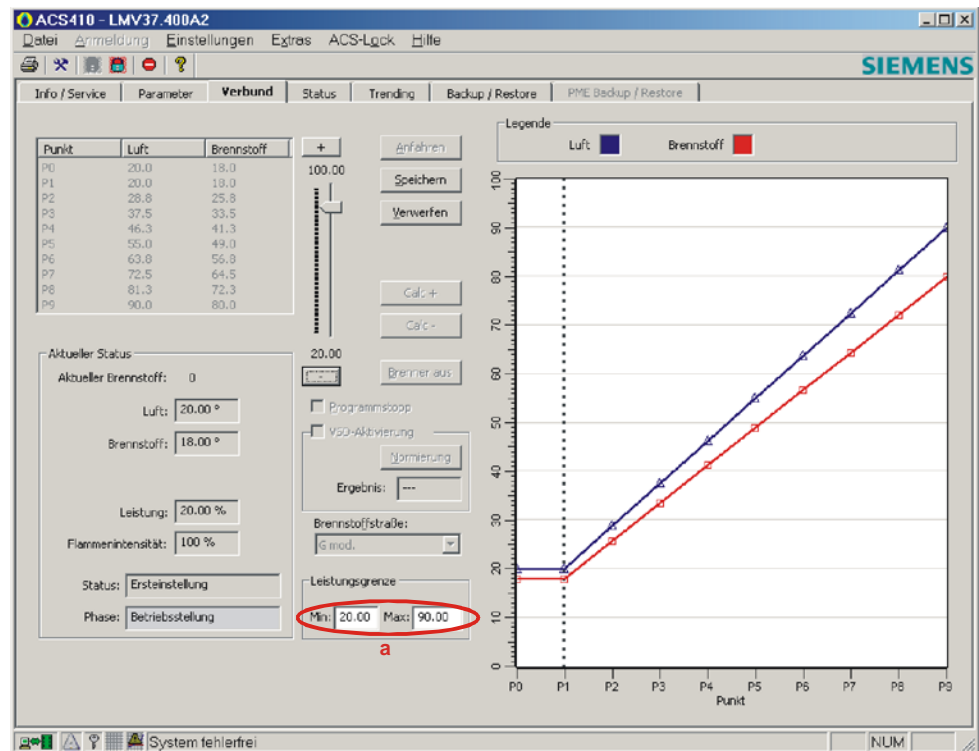 ACS410 - LMV37.400A2
Datei Anmeldung Einstellungen Extras ACS-Lock Hilfe
SIEMENS
Info / Service Parameter Verbund Status Trending Backup / Restore PME Backup / Restore
Punkt Luft Brennstoff
P0 20.0 18.0
P1 20.0 18.0
P2 28.8 25.8
P3 37.5 33.5
P4 46.3 41.3
P5 55.0 49.0
P6 63.8 56.8
P7 72.5 64.5
P8 81.3 72.3
P9 90.0 80.0
+
100.00
20.00
-
Anfahren
Speichern
Verwerfen
Calc +
Calc -
Brenner aus
Aktueller Status
Aktueller Brennstoff: 0
Luft: 20.00 °
Brennstoff: 18.00 °
Leistung: 20.00 %
Flammenintensität: 100 %
Status: Ersteinstellung
Phase: Betriebsstellung
Programmstopp
VSD-Aktivierung
Normierung
Ergebnis: ---
Brennstoffstraße:
G mod.
Leistungsgrenze
Min: 20.00 Max: 90.00
a
Legende
Luft Brennstoff
100
90
80
70
60
50
40
30
20
10
0
P0 P1 P2 P3 P4 P5 P6 P7 P8 P9
Punkt
System fehlerfrei
NUM